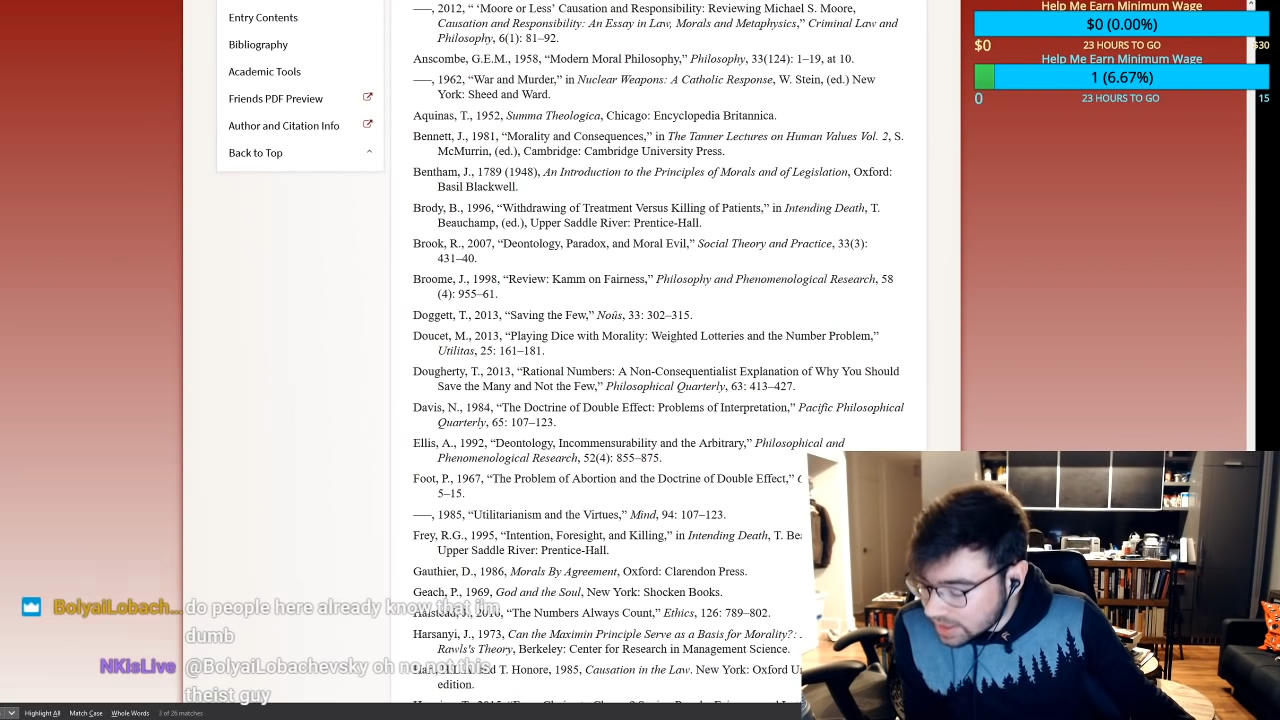 Entry Contents
Bibliography
Academic Tools
Friends PDF Preview
Author and Citation Info
Back to Top
–––, 2012, “ ‘Moore or Less’ Causation and Responsibility: Reviewing Michael S. Moore,
Causation and Responsibility: An Essay in Law, Morals and Metaphysics,” Criminal Law and
Philosophy, 6(1): 81–92.
Anscombe, G.E.M., 1958, “Modern Moral Philosophy,” Philosophy, 33(124): 1–19, at 10.
–––, 1962, “War and Murder,” in Nuclear Weapons: A Catholic Response, W. Stein, (ed.) New
York: Sheed and Ward.
Aquinas, T., 1952, Summa Theologica, Chicago: Encyclopedia Britannica.
Bennett, J., 1981, “Morality and Consequences,” in The Tanner Lectures on Human Values Vol. 2, S.
McMurrin, (ed.), Cambridge: Cambridge University Press.
Bentham, J., 1789 (1948), An Introduction to the Principles of Morals and of Legislation, Oxford:
Basil Blackwell.
Brody, B., 1996, “Withdrawing of Treatment Versus Killing of Patients,” in Intending Death, T.
Beauchamp, (ed.), Upper Saddle River: Prentice-Hall.
Brook, R., 2007, “Deontology, Paradox, and Moral Evil,” Social Theory and Practice, 33(3):
431–40.
Broome, J., 1998, “Review: Kamm on Fairness,” Philosophy and Phenomenological Research, 58
(4): 955–61.
Doggett, T., 2013, “Saving the Few,” Noûs, 33: 302–315.
Doucet, M., 2013, “Playing Dice with Morality: Weighted Lotteries and the Number Problem,”
Utilitas, 25: 161–181.
Dougherty, T., 2013, “Rational Numbers: A Non-Consequentialist Explanation of Why You Should
Save the Many and Not the Few,” Philosophical Quarterly, 63: 413–427.
Davis, N., 1984, “The Doctrine of Double Effect: Problems of Interpretation,” Pacific Philosophical
Quarterly, 65: 107–123.
Ellis, A., 1992, “Deontology, Incommensurability and the Arbitrary,” Philosophical and
Phenomenological Research, 52(4): 855–875.
Foot, P., 1967, “The Problem of Abortion and the Doctrine of Double Effect,”
5–15.
–––, 1985, “Utilitarianism and the Virtues,” Mind, 94: 107–123.
Frey, R.G., 1995, “Intention, Foresight, and Killing,” in Intending Death, T.
Upper Saddle River: Prentice-Hall.
Gauthier, D., 1986, Morals By Agreement, Oxford: Clarendon Press.
Geach, P., 1969, God and the Soul, New York: Shocken Books.
“The Numbers Always Count,” Ethics, 126: 789–802.
Harsanyi, J., 1973, Can the Maximin Principle Serve as a Basis for Morality?:
Rawls's Theory, Berkeley: Center for Research in Management Science.
T. Honore, 1985, Causation in the Law. New York: Oxford
edition.
BolyaiLobach... do people here already know that im
dumb
NKisLive @BolyaiLobachevsky oh no not this
theist guy
Highlight All Match Case Whole Words 3 of 26 matches
Help Me Earn Minimum Wage
$0 (0.00%)
$0 23 HOURS TO GO $30
Help Me Earn Minimum Wage
1 (6.67%)
0 23 HOURS TO GO 15